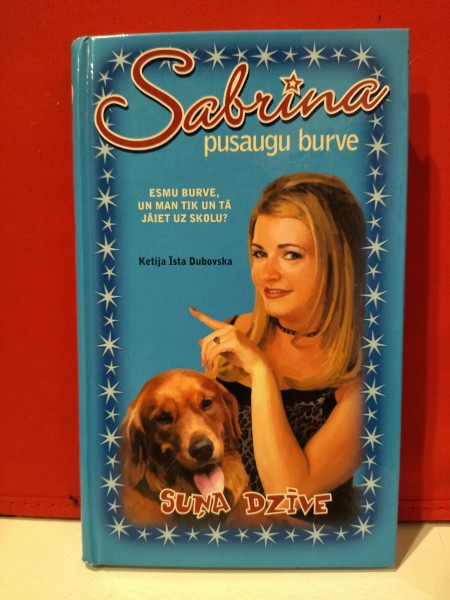 Sabrina
pusaugu burve
ESMU BURVE,
UN MAN TIK UN TĀ
JĀIET UZ SKOLU?
Ketija Īsta Dubovska
SUŅA DZĪVE